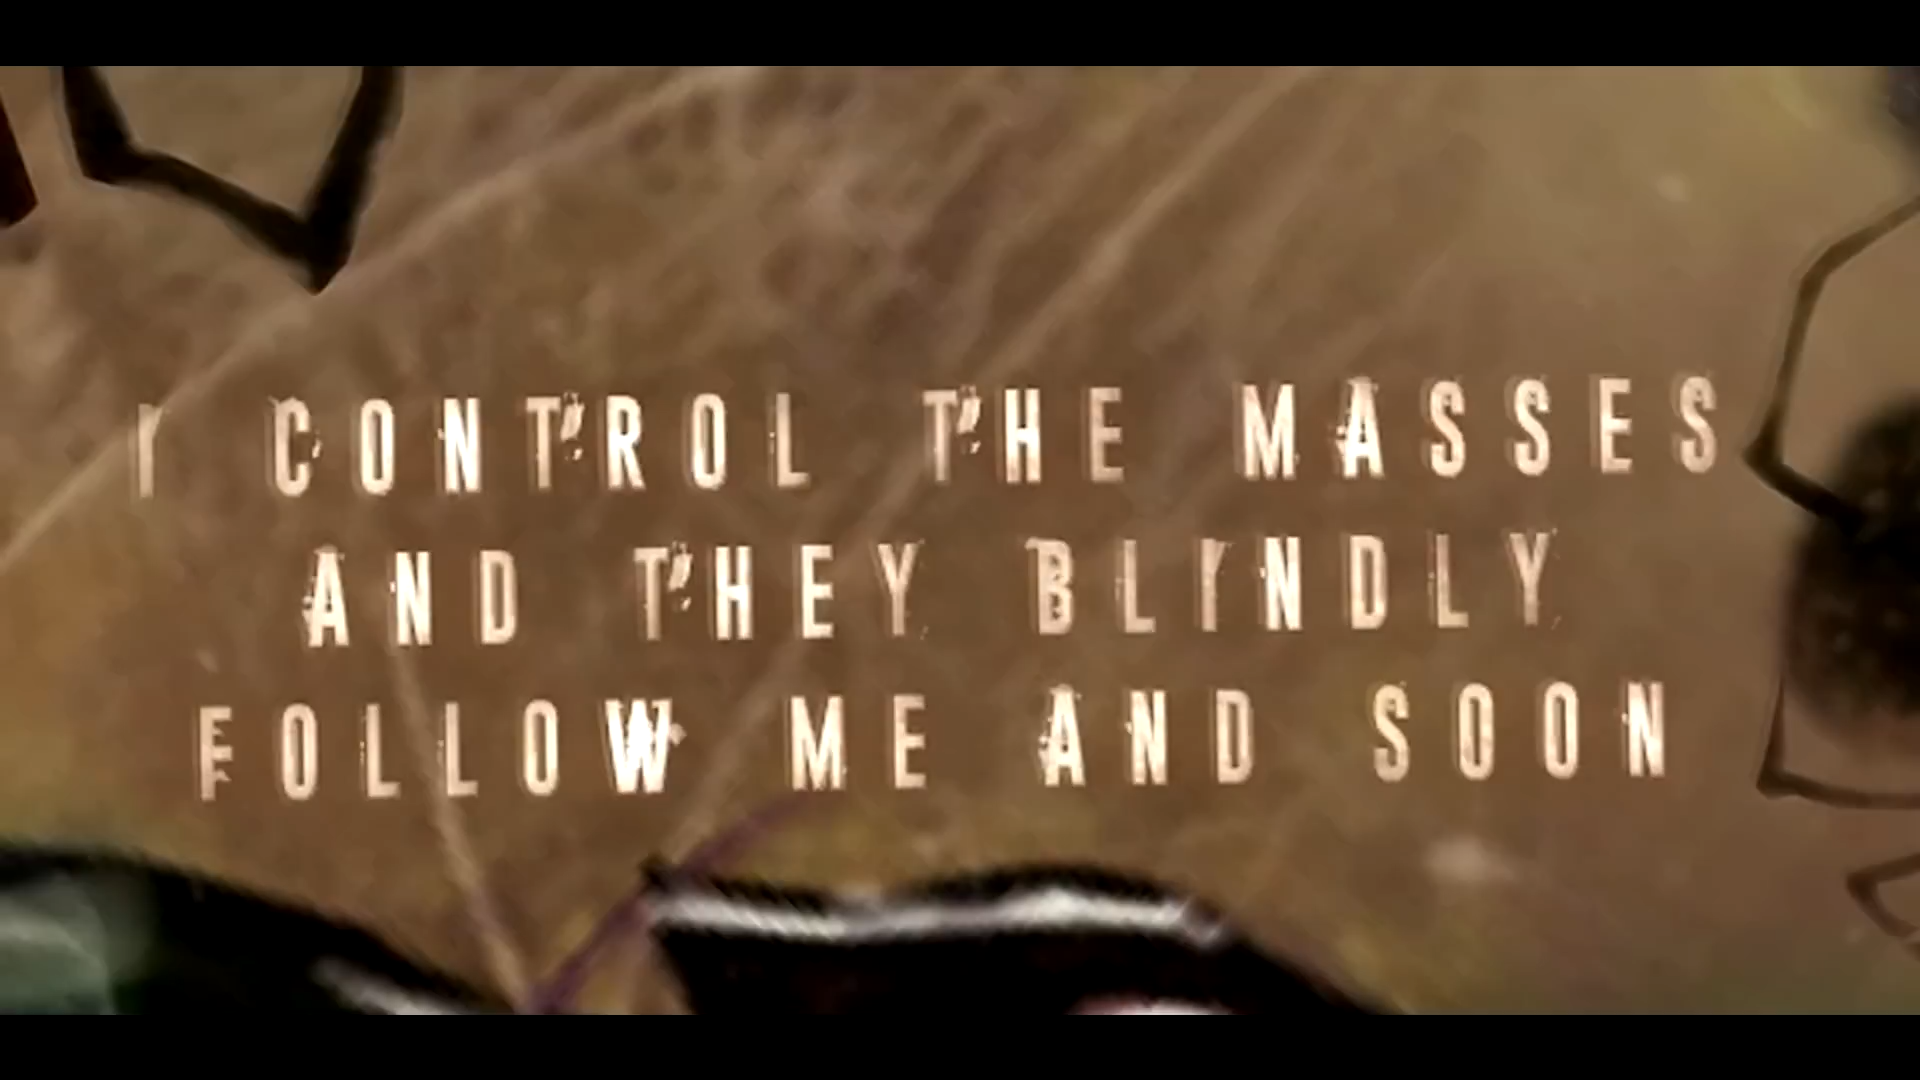 I CONTROL THE MASSES
AND THEY BLINDLY
FOLLOW ME AND SOON